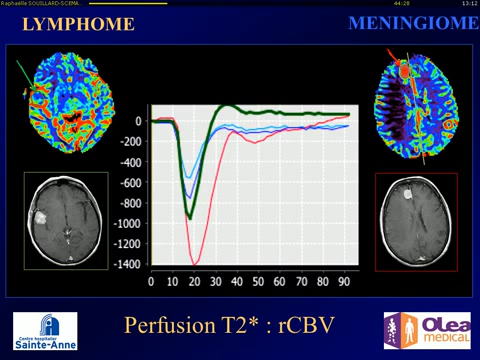 Raphaëlle SOUILLARD-SCEMA...
44:28
13:12
LYMPHOME
MENINGIOME
0
-200
-400
-600
-800
-1000
-1200
-1400
0 10 20 30 40 50 60 70 80 90
Centre hospitalier
Sainte-Anne
Perfusion T2* : rCBV
Olea
medical